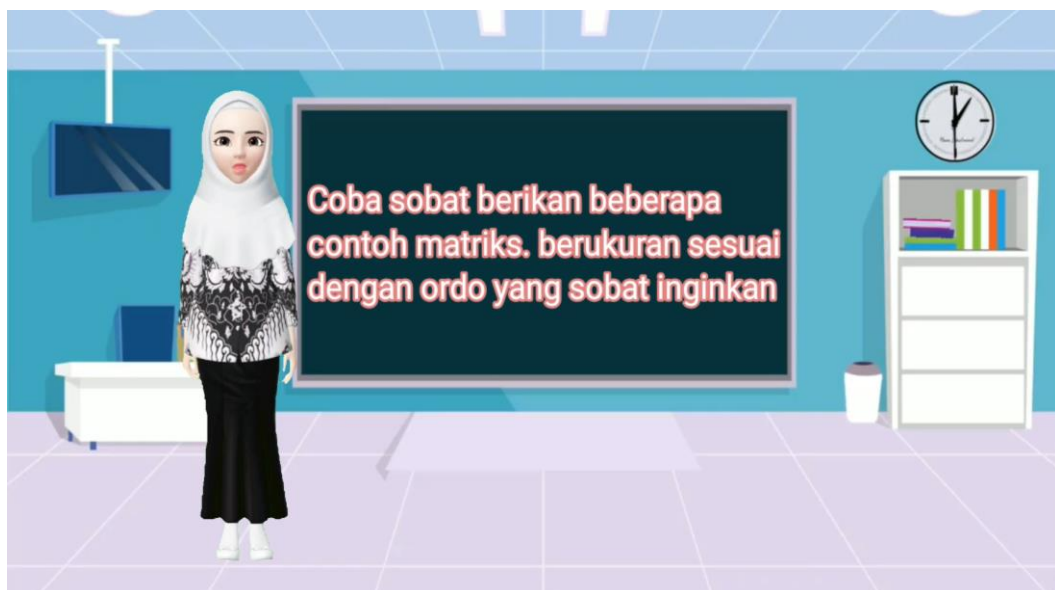 Coba sobat berikan beberapa
contoh matriks. berukuran sesuai
dengan ordo yang sobat inginkan